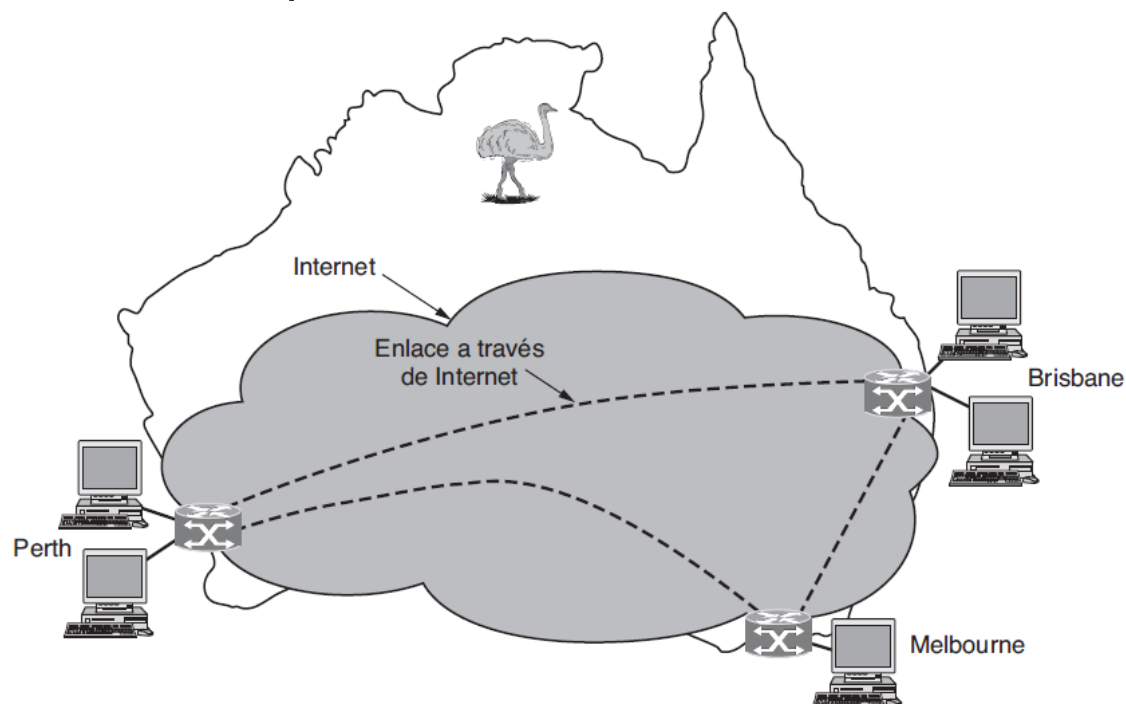 Internet
Enlace a través
de Internet
Brisbane
Perth
Melbourne